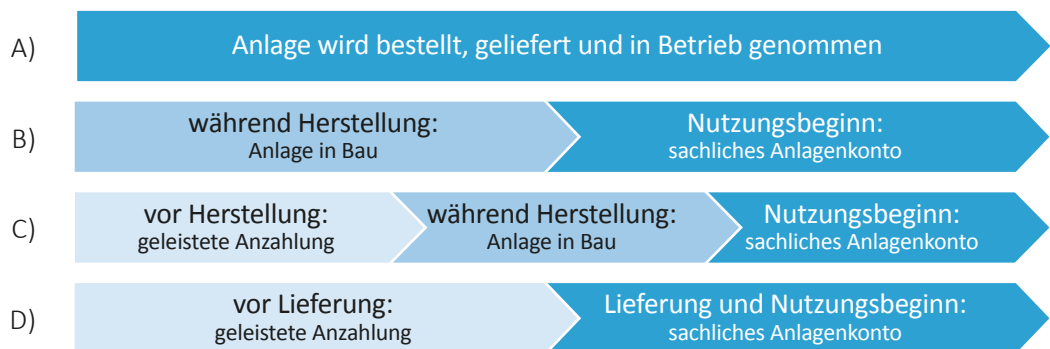 A)
Anlage wird bestellt, geliefert und in Betrieb genommen
B)
während Herstellung:
Anlage in Bau
Nutzungsbeginn:
sachliches Anlagenkonto
C)
vor Herstellung:
geleistete Anzahlung
während Herstellung:
Anlage in Bau
Nutzungsbeginn:
sachliches Anlagenkonto
D)
vor Lieferung:
geleistete Anzahlung
Lieferung und Nutzungsbeginn:
sachliches Anlagenkonto